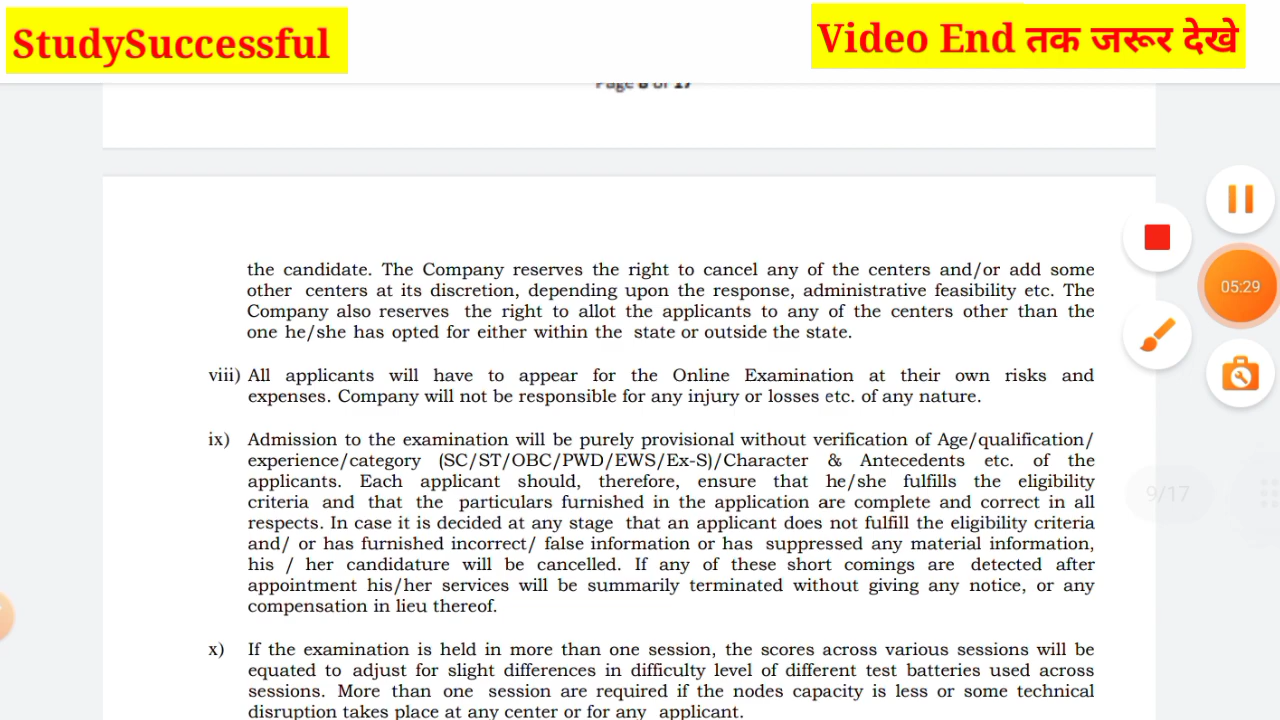 StudySuccessful
Video End तक जरूर देखे
Page 8 of 17
the candidate. The Company reserves the right to cancel any of the centers and/or add some
other centers at its discretion, depending upon the response, administrative feasibility etc. The
Company also reserves the right to allot the applicants to any of the centers other than the
one he/she has opted for either within the state or outside the state.
viii) All applicants will have to appear for the Online Examination at their own risks and
expenses. Company will not be responsible for any injury or losses etc. of any nature.
ix) Admission to the examination will be purely provisional without verification of Age/qualification/
experience/category (SC/ST/OBC/PWD/EWS/Ex-S)/Character & Antecedents etc. of the
applicants. Each applicant should, therefore, ensure that he/she fulfills the eligibility
criteria and that the particulars furnished in the application are complete and correct in all
respects. In case it is decided at any stage that an applicant does not fulfill the eligibility criteria
and/ or has furnished incorrect/ false information or has suppressed any material information,
his / her candidature will be cancelled. If any of these short comings are detected after
appointment his/her services will be summarily terminated without giving any notice, or any
compensation in lieu thereof.
x) If the examination is held in more than one session, the scores across various sessions will be
equated to adjust for slight differences in difficulty level of different test batteries used across
sessions. More than one session are required if the nodes capacity is less or some technical
disruption takes place at any center or for any applicant.
05:29
9/17